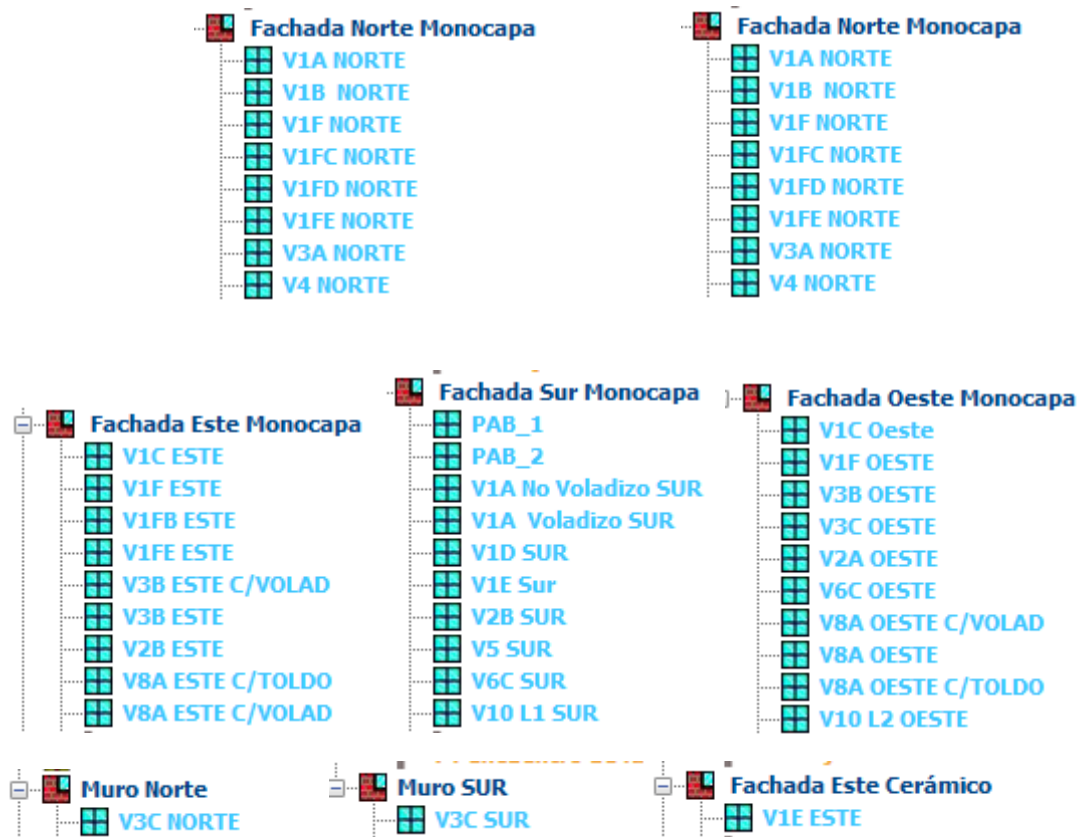 Fachada Norte Monocapa
V1A NORTE
V1B  NORTE
V1F NORTE
V1FC NORTE
V1FD NORTE
V1FE NORTE
V3A NORTE
V4 NORTE
Fachada Norte Monocapa
V1A NORTE
V1B  NORTE
V1F NORTE
V1FC NORTE
V1FD NORTE
V1FE NORTE
V3A NORTE
V4 NORTE
Fachada Este Monocapa
V1C ESTE
V1F ESTE
V1FB ESTE
V1FE ESTE
V3B ESTE C/VOLAD
V3B ESTE
V2B ESTE
V8A ESTE C/TOLDO
V8A ESTE C/VOLAD
Fachada Sur Monocapa
PAB_1
PAB_2
V1A No Voladizo SUR
V1A  Voladizo SUR
V1D SUR
V1E Sur
V2B SUR
V5 SUR
V6C SUR
V10 L1 SUR
Fachada Oeste Monocapa
V1C Oeste
V1F OESTE
V3B OESTE
V3C OESTE
V2A OESTE
V6C OESTE
V8A OESTE C/VOLAD
V8A OESTE
V8A OESTE C/TOLDO
V10 L2 OESTE
Muro Norte
V3C NORTE
Muro SUR
V3C SUR
Fachada Este Cerámico
V1E ESTE